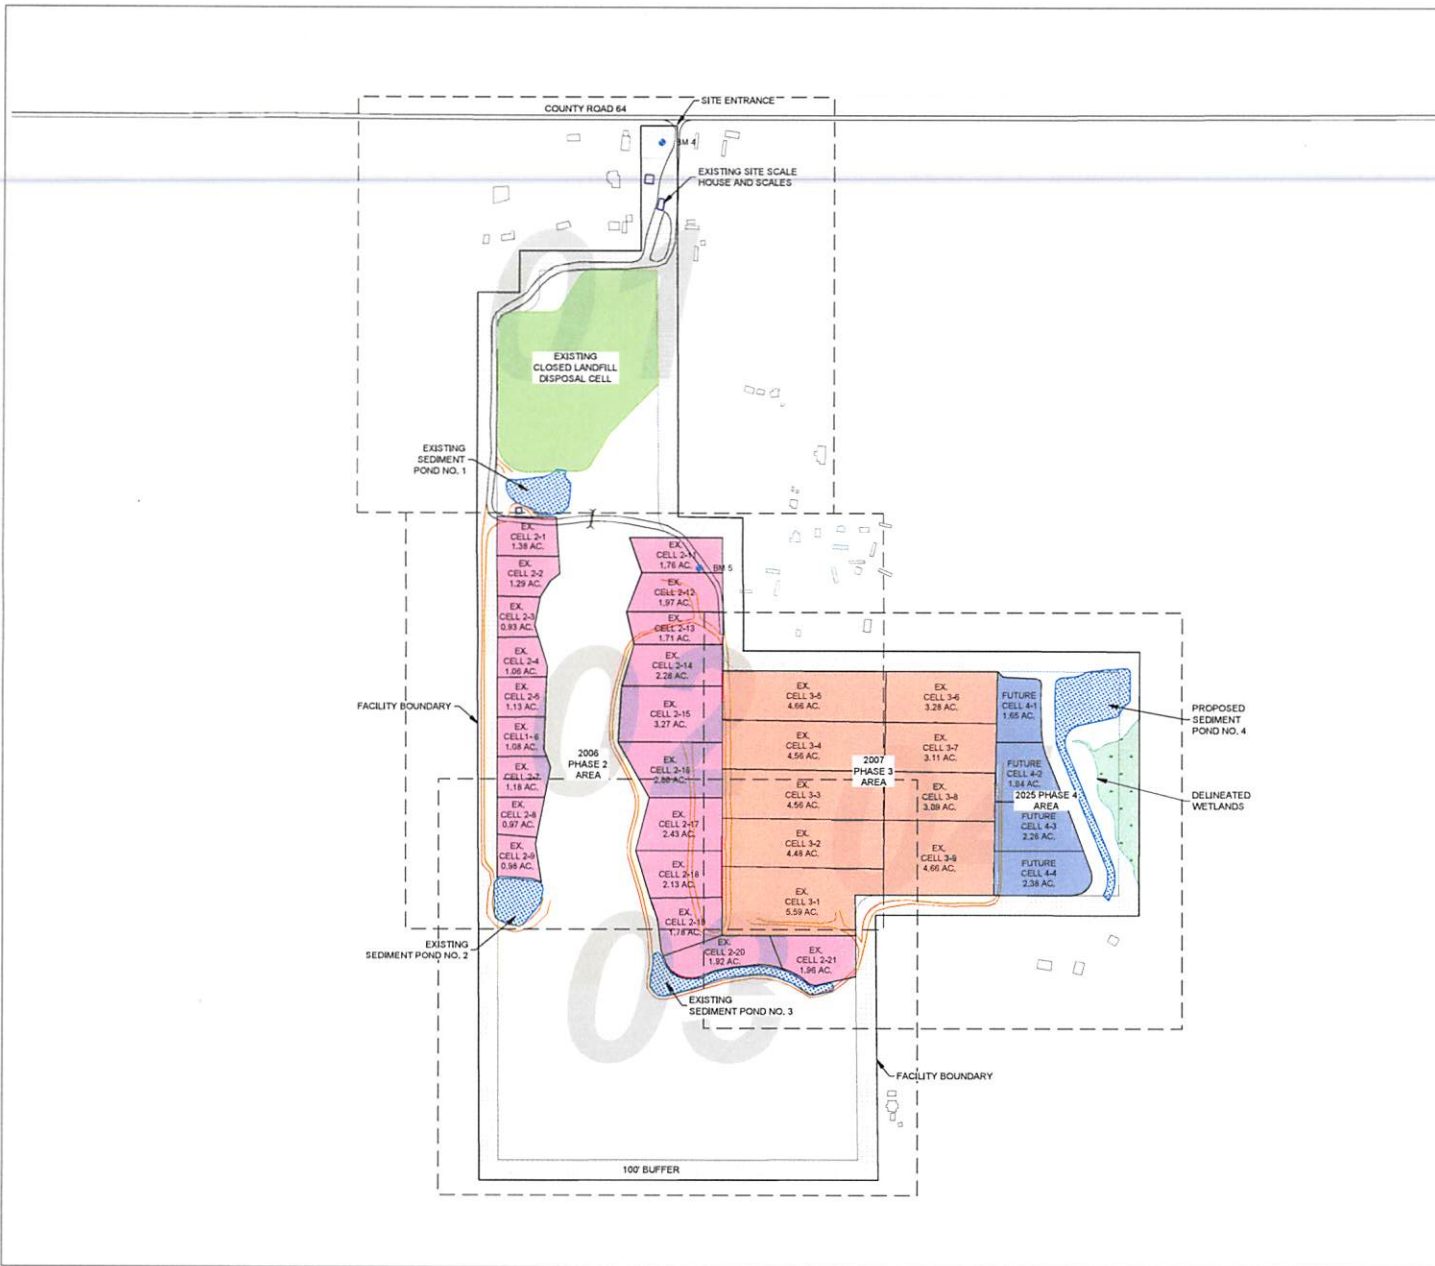 COUNTY ROAD 64
SITE ENTRANCE
BM 4
EXISTING SITE SCALE
HOUSE AND SCALES
01
EXISTING
CLOSED LANDFILL
DISPOSAL CELL
EXISTING
SEDIMENT
POND NO. 1
EX.
CELL 2-1
1.38 AC.
EX.
CELL 2-2
1.29 AC.
EX.
CELL 2-3
0.93 AC.
EX.
CELL 2-4
1.06 AC.
EX.
CELL 2-5
1.13 AC.
EX.
CELL1-6
1.08 AC.
EX.
CELL 2-7
1.18 AC.
EX.
CELL 2-8
0.97 AC.
EX.
CELL 2-9
0.98 AC.
FACILITY BOUNDARY
EXISTING
SEDIMENT POND NO. 2
2006
PHASE 2
AREA
02
EX.
CELL 2-11
1.76 AC.
BM 5
EX.
CELL 2-12
1.97 AC.
EX.
CELL 2-13
1.71 AC.
EX.
CELL 2-14
2.28 AC.
EX.
CELL 2-15
3.27 AC.
EX.
CELL 2-16
EX.
CELL 2-17
2.43 AC.
EX.
CELL 2-18
2.13 AC.
EX.
CELL 2-19
1.78 AC.
EX.
CELL 2-20
1.92 AC.
EX.
CELL 2-21
1.96 AC.
EXISTING
SEDIMENT POND NO. 3
03
EX.
CELL 3-5
4.66 AC.
EX.
CELL 3-4
4.56 AC.
EX.
CELL 3-3
4.56 AC.
EX.
CELL 3-2
4.48 AC.
EX.
CELL 3-1
5.59 AC.
2007
PHASE 3
AREA
04
EX.
CELL 3-6
3.28 AC.
EX.
CELL 3-7
3.11 AC.
EX.
CELL 3-8
3.09 AC.
EX.
CELL 3-9
4.66 AC.
FUTURE
CELL 4-1
1.65 AC.
FUTURE
CELL 4-2
1.94 AC.
2025 PHASE 4
AREA
FUTURE
CELL 4-3
2.26 AC.
FUTURE
CELL 4-4
2.38 AC.
PROPOSED
SEDIMENT
POND NO. 4
DELINEATED
WETLANDS
FACILITY BOUNDARY
100' BUFFER